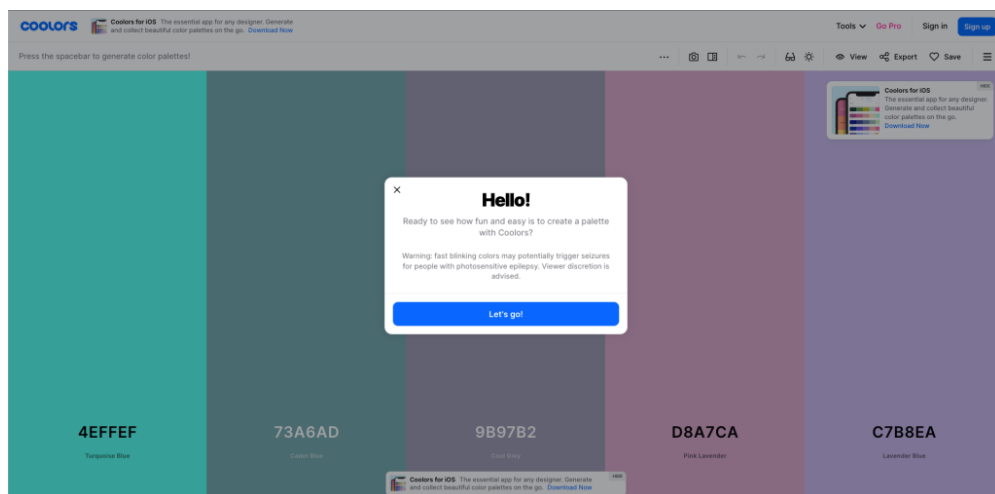 coolors
Coolors for iOS The essential app for any designer. Generate
and collect beautiful color palettes on the go. Download Now
Tools
Go Pro
Sign in
Sign up
Press the spacebar to generate color palettes!
View
Export
Save
HIDE
Coolors for iOS
The essential app for any designer.
Generate and collect beautiful
color palettes on the go.
Download Now
Hello!
Ready to see how fun and easy is to create a palette
with Coolors?
Warning: fast blinking colors may potentially trigger seizures
for people with photosensitive epilepsy. Viewer discretion is
advised.
Let's go!
4EFFEF
Turquoise Blue
73A6AD
Cadet Blue
9B97B2
Cool Grey
D8A7CA
Pink Lavender
C7B8EA
Lavender Blue
Coolors for iOS The essential app for any designer. Generate
and collect beautiful color palettes on the go. Download Now
HIDE